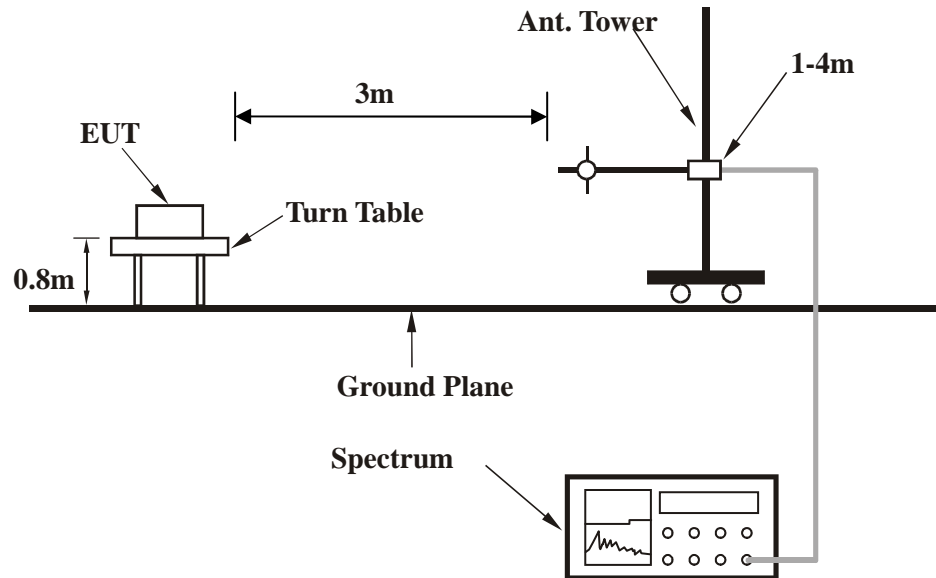 Ant. Tower
1-4m
3m
EUT
Turn Table
0.8m
Ground Plane
Spectrum